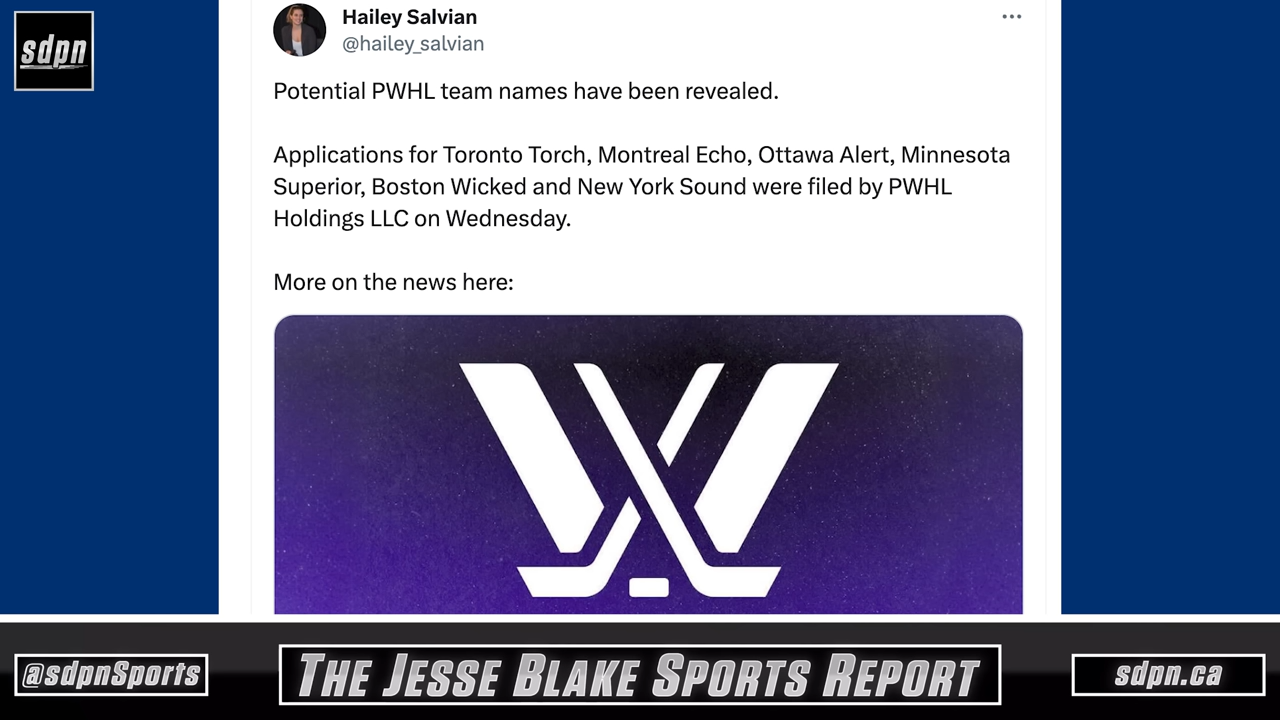 sdpn
Hailey Salvian
@hailey_salvian
Potential PWHL team names have been revealed.
Applications for Toronto Torch, Montreal Echo, Ottawa Alert, Minnesota
Superior, Boston Wicked and New York Sound were filed by PWHL
Holdings LLC on Wednesday.
More on the news here:
@sdpnSports
THE JESSE BLAKE SPORTS REPORT
sdpn.ca